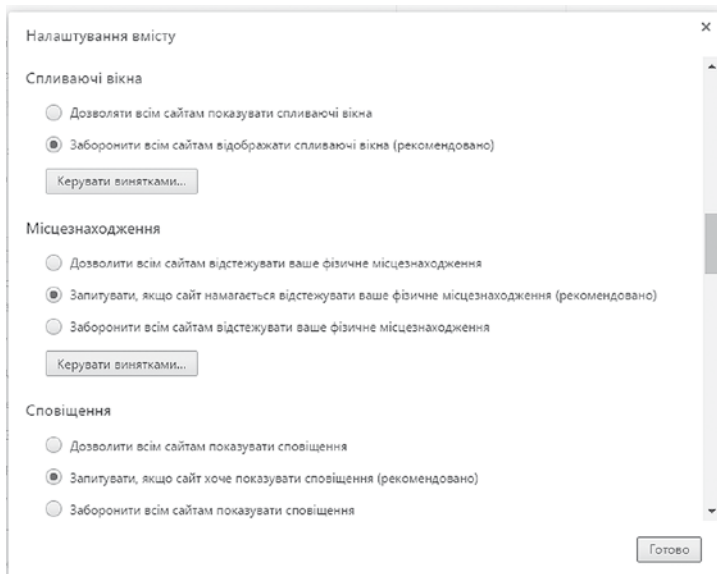 Налаштування вмісту
Спливаючі вікна
Дозволяти всім сайтам показувати спливаючі вікна
Заборонити всім сайтам відображати спливаючі вікна (рекомендовано)
Керувати винятками...
Місцезнаходження
Дозволити всім сайтам відстежувати ваше фізичне місцезнаходження
Запитувати, якщо сайт намагається відстежувати ваше фізичне місцезнаходження (рекомендовано)
Заборонити всім сайтам відстежувати ваше фізичне місцезнаходження
Керувати винятками...
Сповіщення
Дозволити всім сайтам показувати сповіщення
Запитувати, якщо сайт хоче показувати сповіщення (рекомендовано)
Заборонити всім сайтам показувати сповіщення
Готово